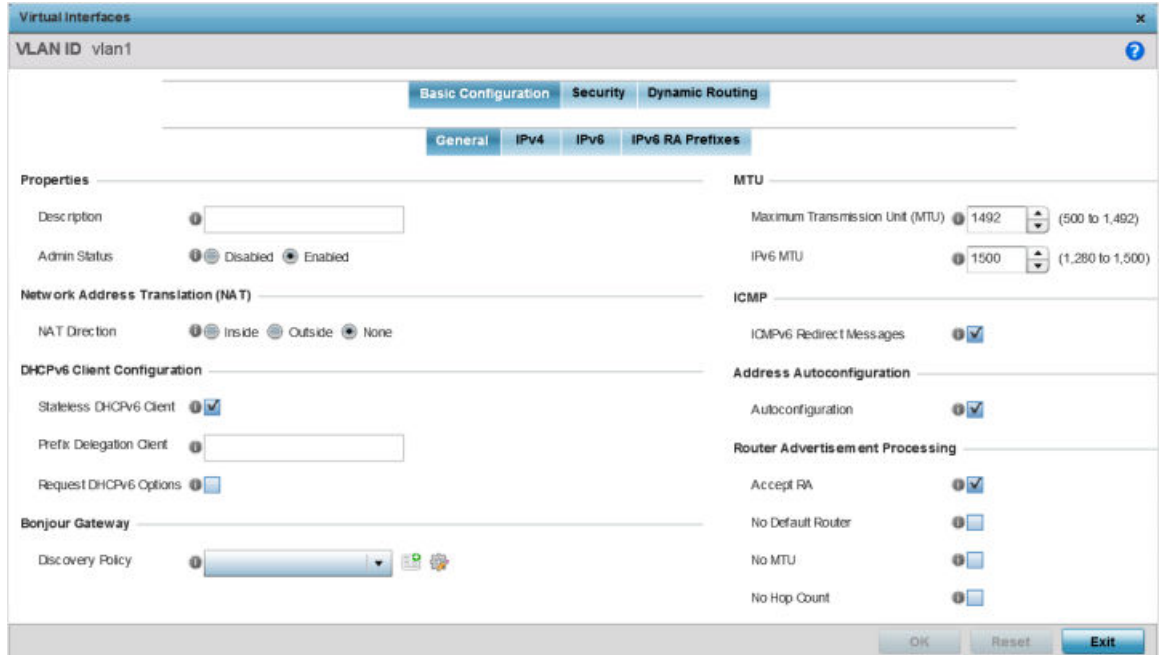 Virtual Interfaces
VLAN ID vlan1
Basic Configuration Security Dynamic Routing
General IPv4 IPv6 IPv6 RA Prefixes
Properties
Description
Admin Status Disabled Enabled
Network Address Translation (NAT)
NAT Direction Inside Outside None
DHCPv6 Client Configuration
Stateless DHCPv6 Client
Prefix Delegation Client
Request DHCPv6 Options
Bonjour Gateway
Discovery Policy
MTU
Maximum Transmission Unit (MTU) 1492 (500 to 1,492)
IPv6 MTU 1500 (1,280 to 1,500)
ICMP
ICMPv6 Redirect Messages
Address Autoconfiguration
Autoconfiguration
Router Advertisement Processing
Accept RA
No Default Router
No MTU
No Hop Count
OK Reset Exit